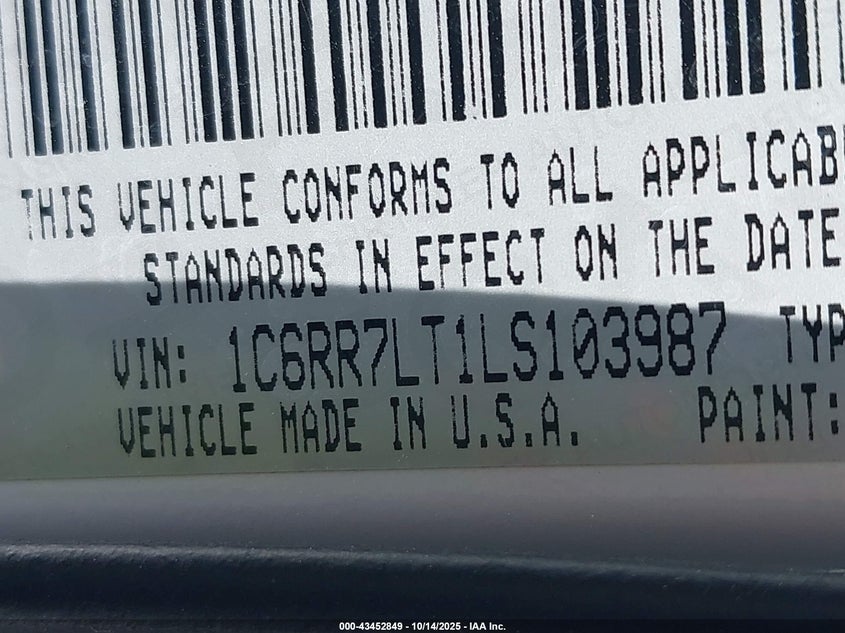 THIS VEHICLE CONFORMS TO ALL APPLICAB
STANDARDS IN EFFECT ON THE DATE
VIN: 1C6RR7LT1LS103987 TYP
VEHICLE MADE IN U.S.A. PAINT:
000-43452849 - 10/14/2025 - IAA Inc.